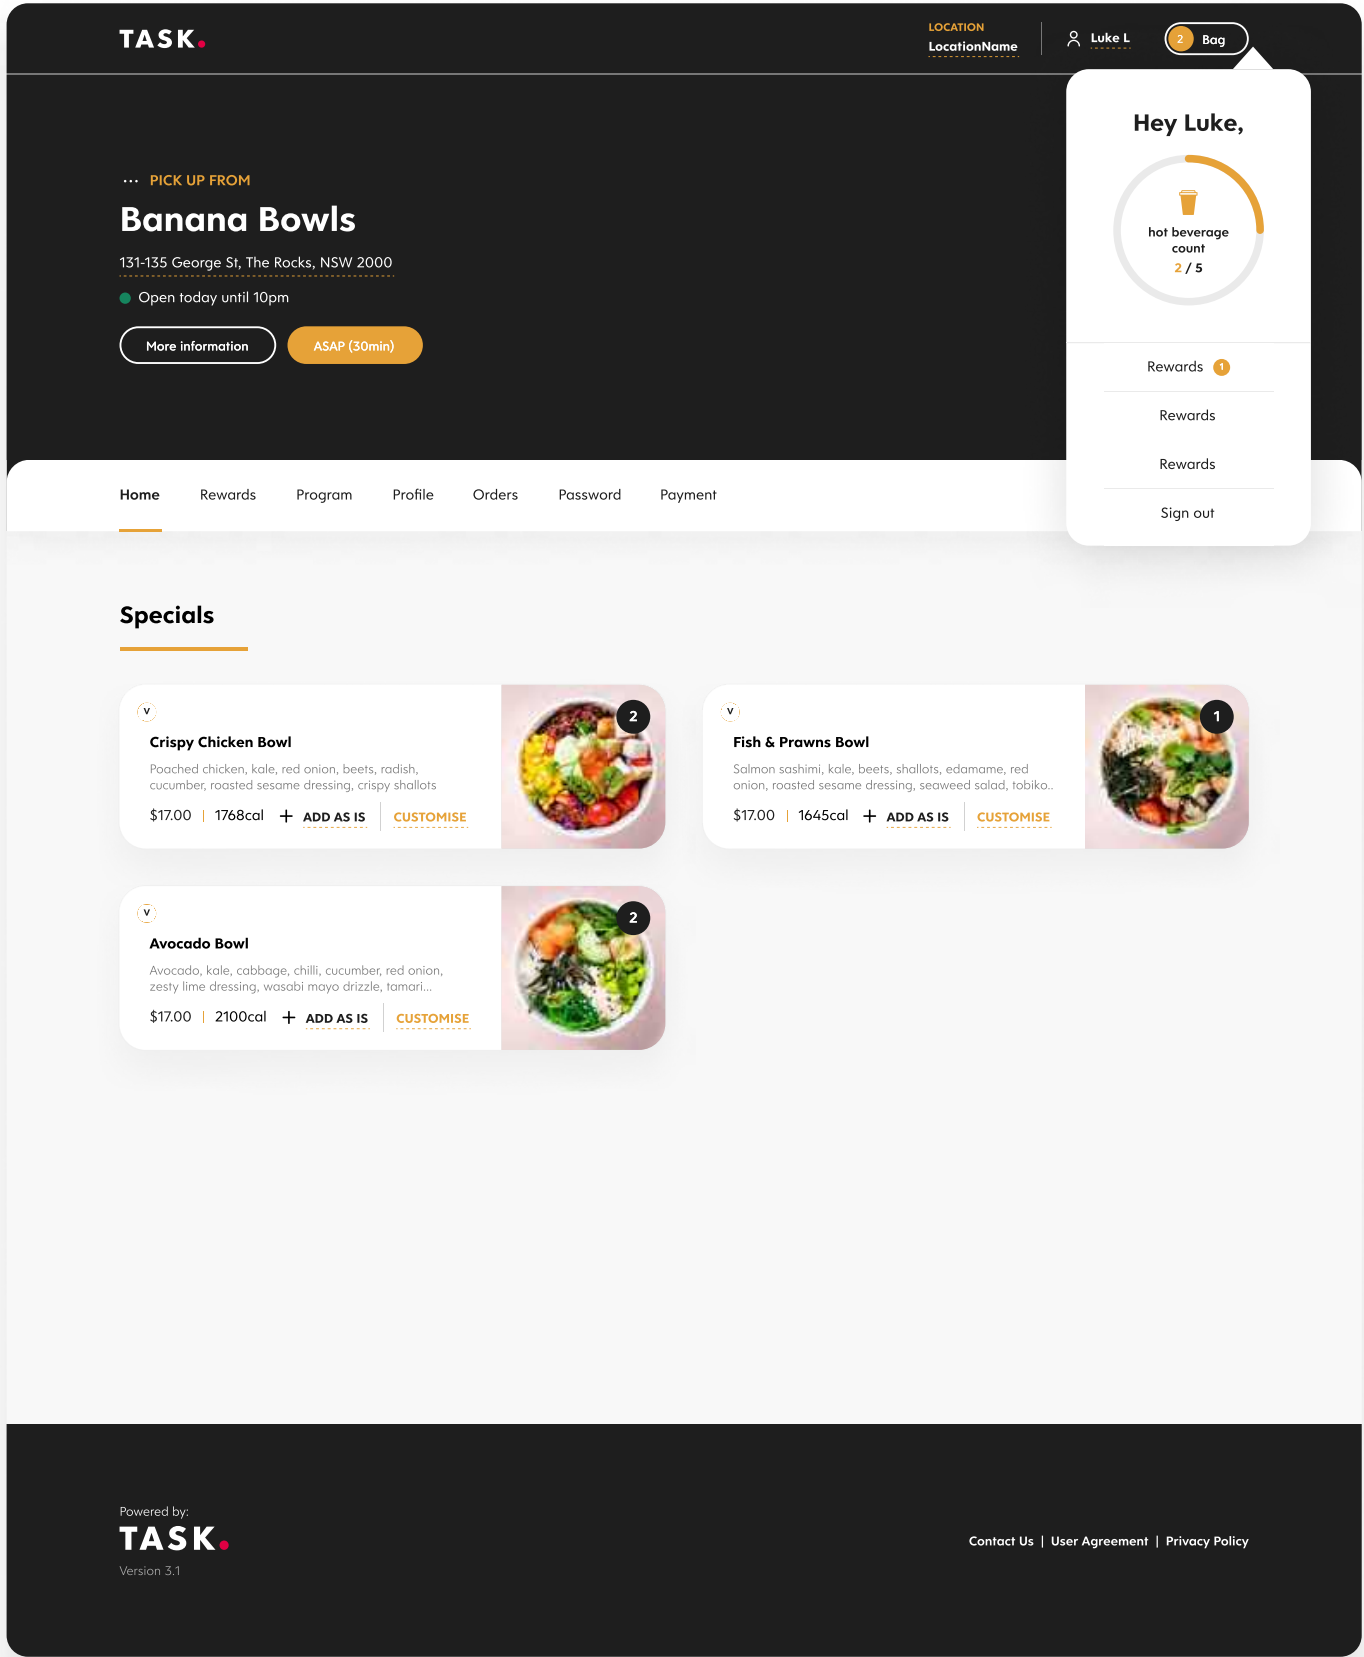 TASK.
LOCATION
LocationName
Luke L
2 Bag
Hey Luke,
hot beverage
count
2 / 5
Rewards 1
Rewards
Rewards
Sign out
··· PICK UP FROM
Banana Bowls
131-135 George St, The Rocks, NSW 2000
Open today until 10pm
More information
ASAP (30min)
Home Rewards Program Profile Orders Password Payment
Specials
V
2
Crispy Chicken Bowl
Poached chicken, kale, red onion, beets, radish,
cucumber, roasted sesame dressing, crispy shallots
$17.00 | 1768cal + ADD AS IS | CUSTOMISE
V
1
Fish & Prawns Bowl
Salmon sashimi, kale, beets, shallots, edamame, red
onion, roasted sesame dressing, seaweed salad, tobiko..
$17.00 | 1645cal + ADD AS IS | CUSTOMISE
V
2
Avocado Bowl
Avocado, kale, cabbage, chilli, cucumber, red onion,
zesty lime dressing, wasabi mayo drizzle, tamari...
$17.00 | 2100cal + ADD AS IS | CUSTOMISE
Powered by:
TASK.
Version 3.1
Contact Us | User Agreement | Privacy Policy